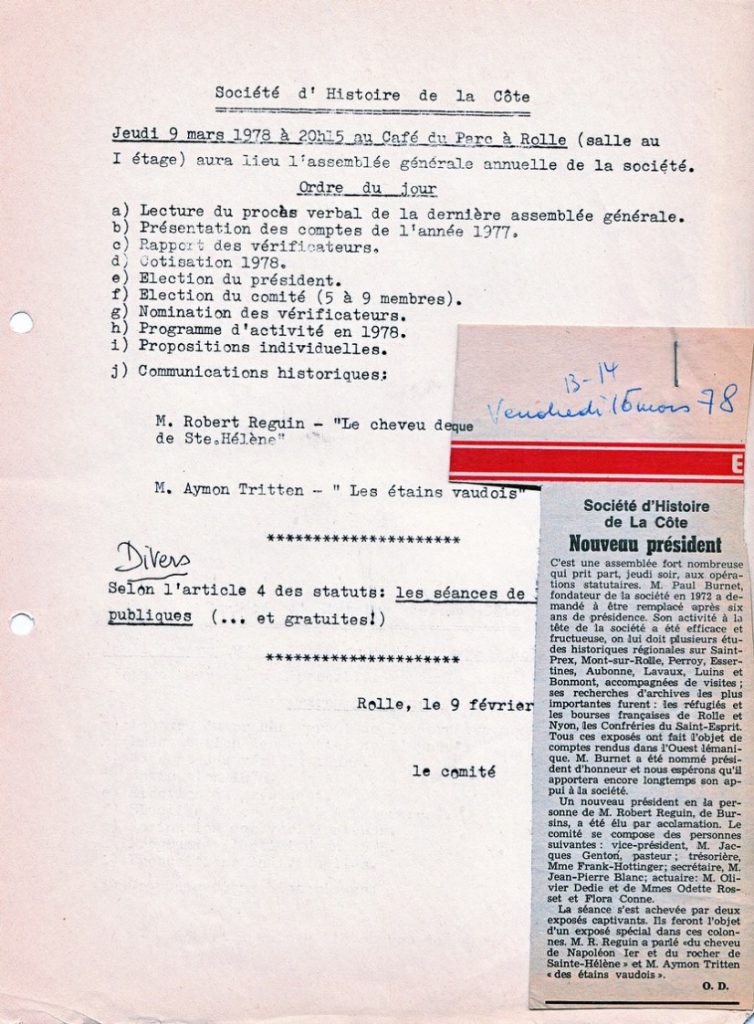 Société d'Histoire de la Côte
Jeudi 9 mars 1978 à 20h15 au Café du Parc à Rolle (salle au
I étage) aura lieu l'assemblée générale annuelle de la société.
Ordre du jour
a) Lecture du procès verbal de la dernière assemblée générale.
b) Présentation des comptes de l'année 1977.
c) Rapport des vérificateurs.
d) Cotisation 1978.
e) Election du président.
f) Election du comité (5 à 9 membres).
g) Nomination des vérificateurs.
h) Programme d'activité en 1978.
i) Propositions individuelles.
j) Communications historiques:
M. Robert Reguin - "Le cheveu de
de Ste.Hélène"
M. Aymon Tritten - " Les étains vaudois"
********************
Divers
Selon l'article 4 des statuts: les séances de
publiques (... et gratuites!)
********************
Rolle, le 9 février
le comité
13-14
Vendredi mars 78
que
E
Société d'Histoire
de La Côte
Nouveau président
C'est une assemblée fort nombreuse
qui prit part, jeudi soir, aux opéra-
tions statutaires. M. Paul Burnet,
fondateur de la société en 1972 a de-
mandé à être remplacé après six
ans de présidence. Son activité à la
tête de la société a été efficace et
fructueuse, on lui doit plusieurs étu-
des historiques régionales sur Saint-
Prex, Mont-sur-Rolle, Perroy, Esser-
tines, Aubonne, Lavaux, Luins et
Bonmont, accompagnées de visites ;
ses recherches d'archives les plus
importantes furent : les réfugiés et
les bourses françaises de Rolle et
Nyon, les Confréries du Saint-Esprit.
Tous ces exposés ont fait l'objet de
comptes rendus dans l'Ouest lémani-
que. M. Burnet a été nommé prési-
dent d'honneur et nous espérons qu'il
apportera encore longtemps son ap-
pui à la société.
Un nouveau président en la per-
sonne de M. Robert Reguin, de Bur-
sins, a été élu par acclamation. Le
comité se compose des personnes
suivantes : vice-président, M. Jac-
ques Genton, pasteur ; trésorière,
Mme Frank-Hottinger; secrétaire, M.
Jean-Pierre Blanc; actuaire: M. Oli-
vier Dedie et de Mmes Odette Ros-
set et Flora Conne.
La séance s'est achevée par deux
exposés captivants. Ils feront l'objet
d'un exposé spécial dans ces colon-
nes. M. R. Reguin a parlé «du cheveu
de Napoléon Ier et du rocher de
Sainte-Hélène » et M. Aymon Tritten
« des étains vaudois ».
O. D.